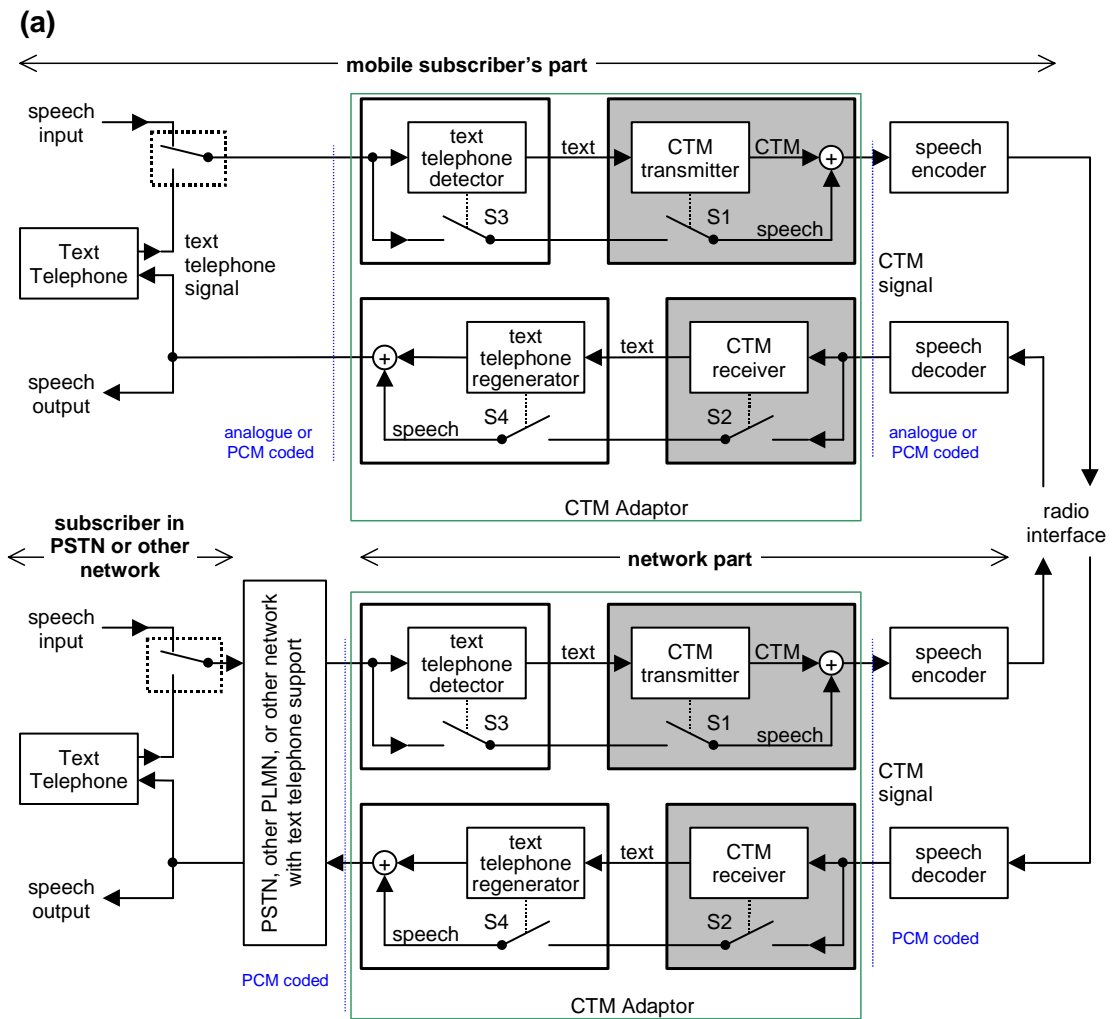 (a)
mobile subscriber's part
speech
input
text
telephone
detector
text
CTM
transmitter
CTM
+
speech
encoder
S3
S1
speech
Text
Telephone
text
telephone
signal
CTM
signal
+
text
telephone
regenerator
text
CTM
receiver
speech
decoder
speech
output
S4
S2
speech
analogue or
PCM coded
analogue or
PCM coded
CTM Adaptor
radio
interface
subscriber in
PSTN or other
network
network part
speech
input
PSTN, other PLMN, or other network
with text telephone support
text
telephone
detector
text
CTM
transmitter
CTM
+
speech
encoder
S3
S1
speech
Text
Telephone
CTM
signal
+
text
telephone
regenerator
text
CTM
receiver
speech
decoder
speech
output
S4
S2
speech
PCM coded
PCM coded
CTM Adaptor